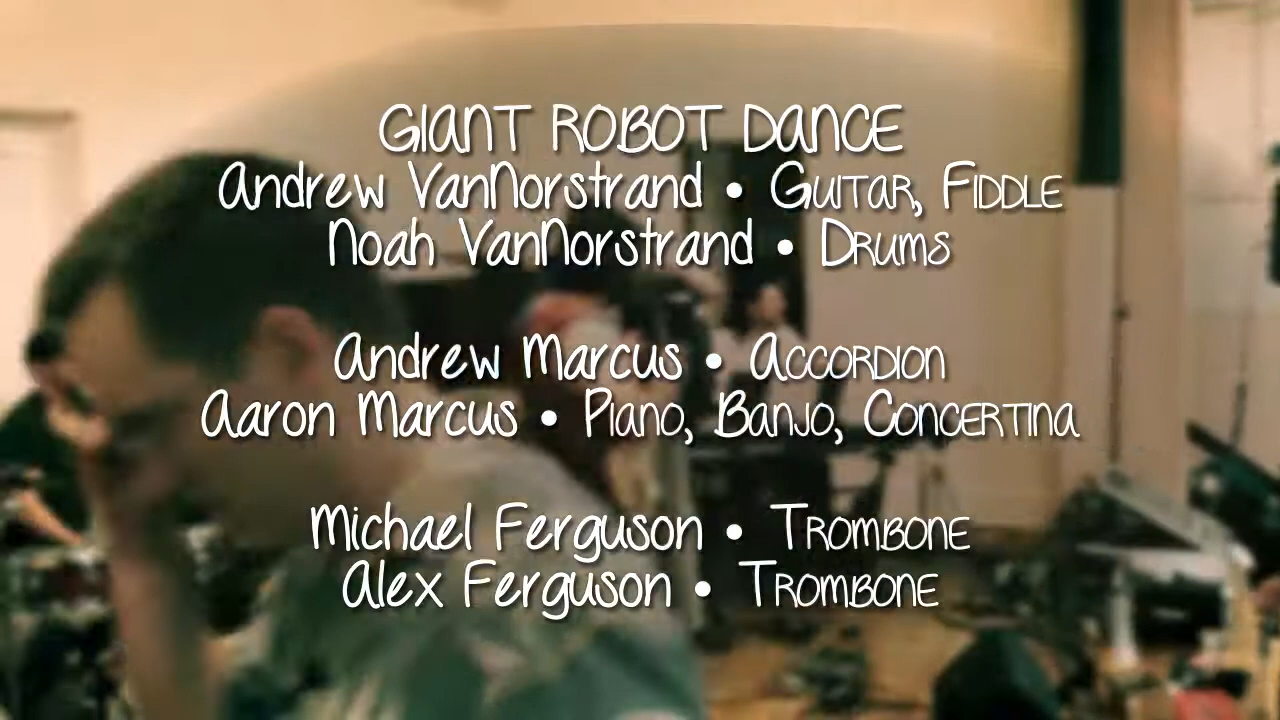 GIANT ROBOT DANCE
Andrew VanNorstrand • Guitar, Fiddle
Noah VanNorstrand • Drums
Andrew Marcus • Accordion
Aaron Marcus • Piano, Banjo, Concertina
Michael Ferguson • Trombone
Alex Ferguson • Trombone